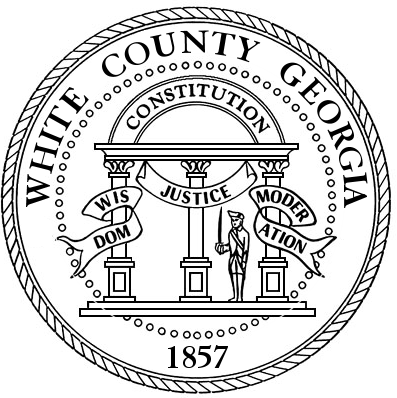 WHITE COUNTY GEORGIA
CONSTITUTION
WIS
DOM
JUSTICE
MODER
ATION
1857